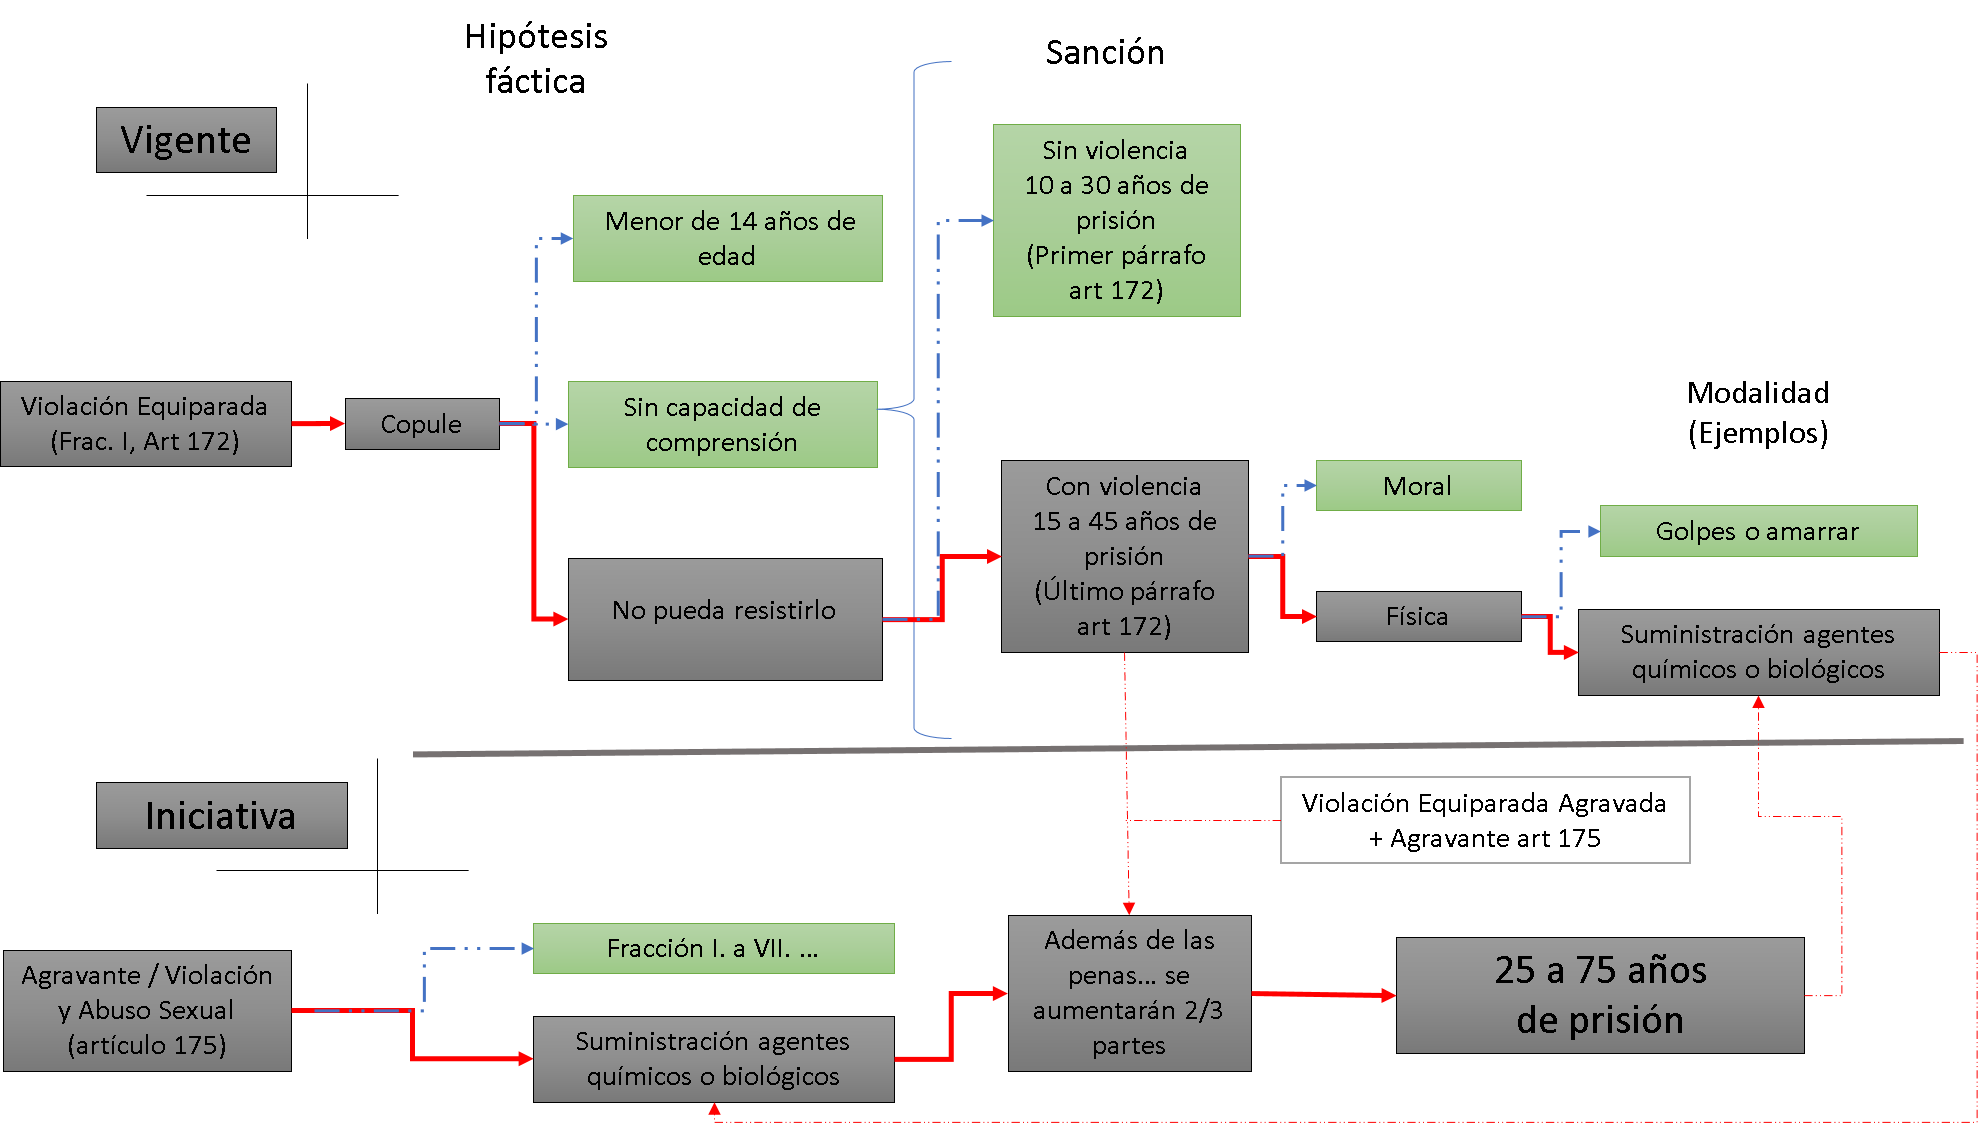 Hipótesis
fáctica
Sanción
Vigente
Sin violencia
10 a 30 años de
prisión
(Primer párrafo
art 172)
Menor de 14 años de
edad
Violación Equiparada
(Frac. I, Art 172)
Copule
Sin capacidad de
comprensión
Modalidad
(Ejemplos)
Con violencia
15 a 45 años de
prisión
(Último párrafo
art 172)
Moral
Golpes o amarrar
No pueda resistirlo
Física
Suministración agentes
químicos o biológicos
Iniciativa
Violación Equiparada Agravada
+ Agravante art 175
Agravante / Violación
y Abuso Sexual
(artículo 175)
Fracción I. a VII. ...
Suministración agentes
químicos o biológicos
Además de las
penas... se
aumentarán 2/3
partes
25 a 75 años
de prisión